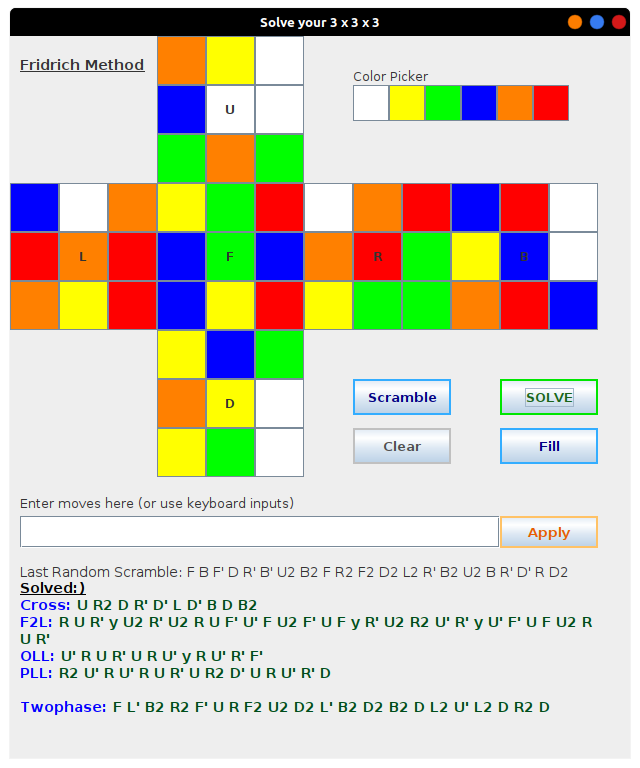 Solve your 3 x 3 x 3
Fridrich Method
Color Picker
U
L F R B
D
Scramble SOLVE
Clear Fill
Enter moves here (or use keyboard inputs)
Apply
Last Random Scramble: F B F' D R' B' U2 B2 F R2 F2 D2 L2 R' B2 U2 B R' D' R D2
Solved:)
Cross: U R2 D R' D' L D' B D B2
F2L: R U R' y U2 R' U2 R U F' U' F U2 F' U F y R' U2 R2 U' R' y U' F' U F U2 R
U R'
OLL: U' R U R' U R U' y R U' R' F'
PLL: R2 U' R U' R U R' U R2 D' U R U' R' D
Twophase: F L' B2 R2 F' U R F2 U2 D2 L' B2 D2 B2 D L2 U' L2 D R2 D